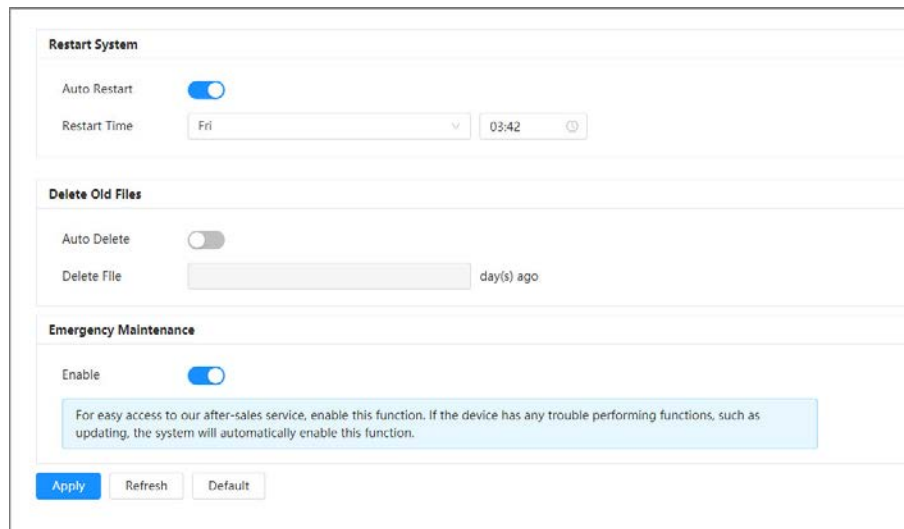 Restart System
Auto Restart
Restart Time Fri 03:42
Delete Old Files
Auto Delete
Delete File day(s) ago
Emergency Maintenance
Enable
For easy access to our after-sales service, enable this function. If the device has any trouble performing functions, such as
updating, the system will automatically enable this function.
Apply Refresh Default